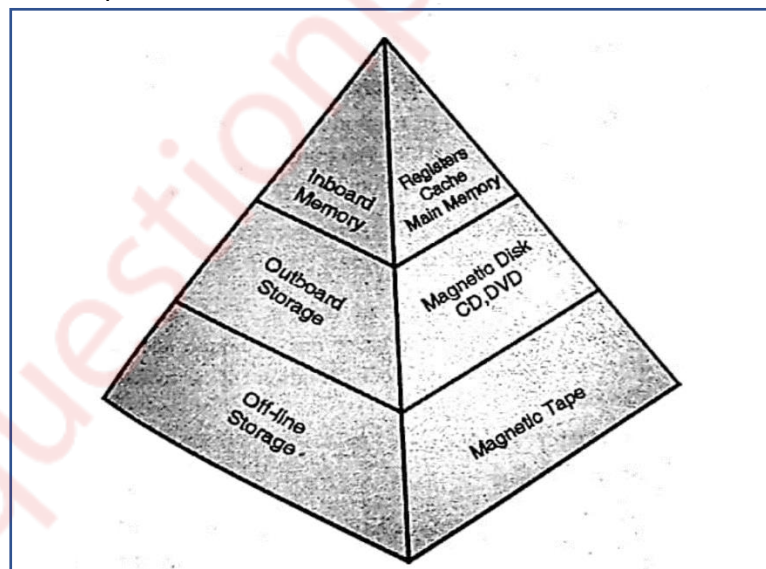 Inboard
Memory
Registers
Cache
Main Memory
Outboard
Storage
Magnetic Disk
CD,DVD
Off-line
Storage
Magnetic Tape